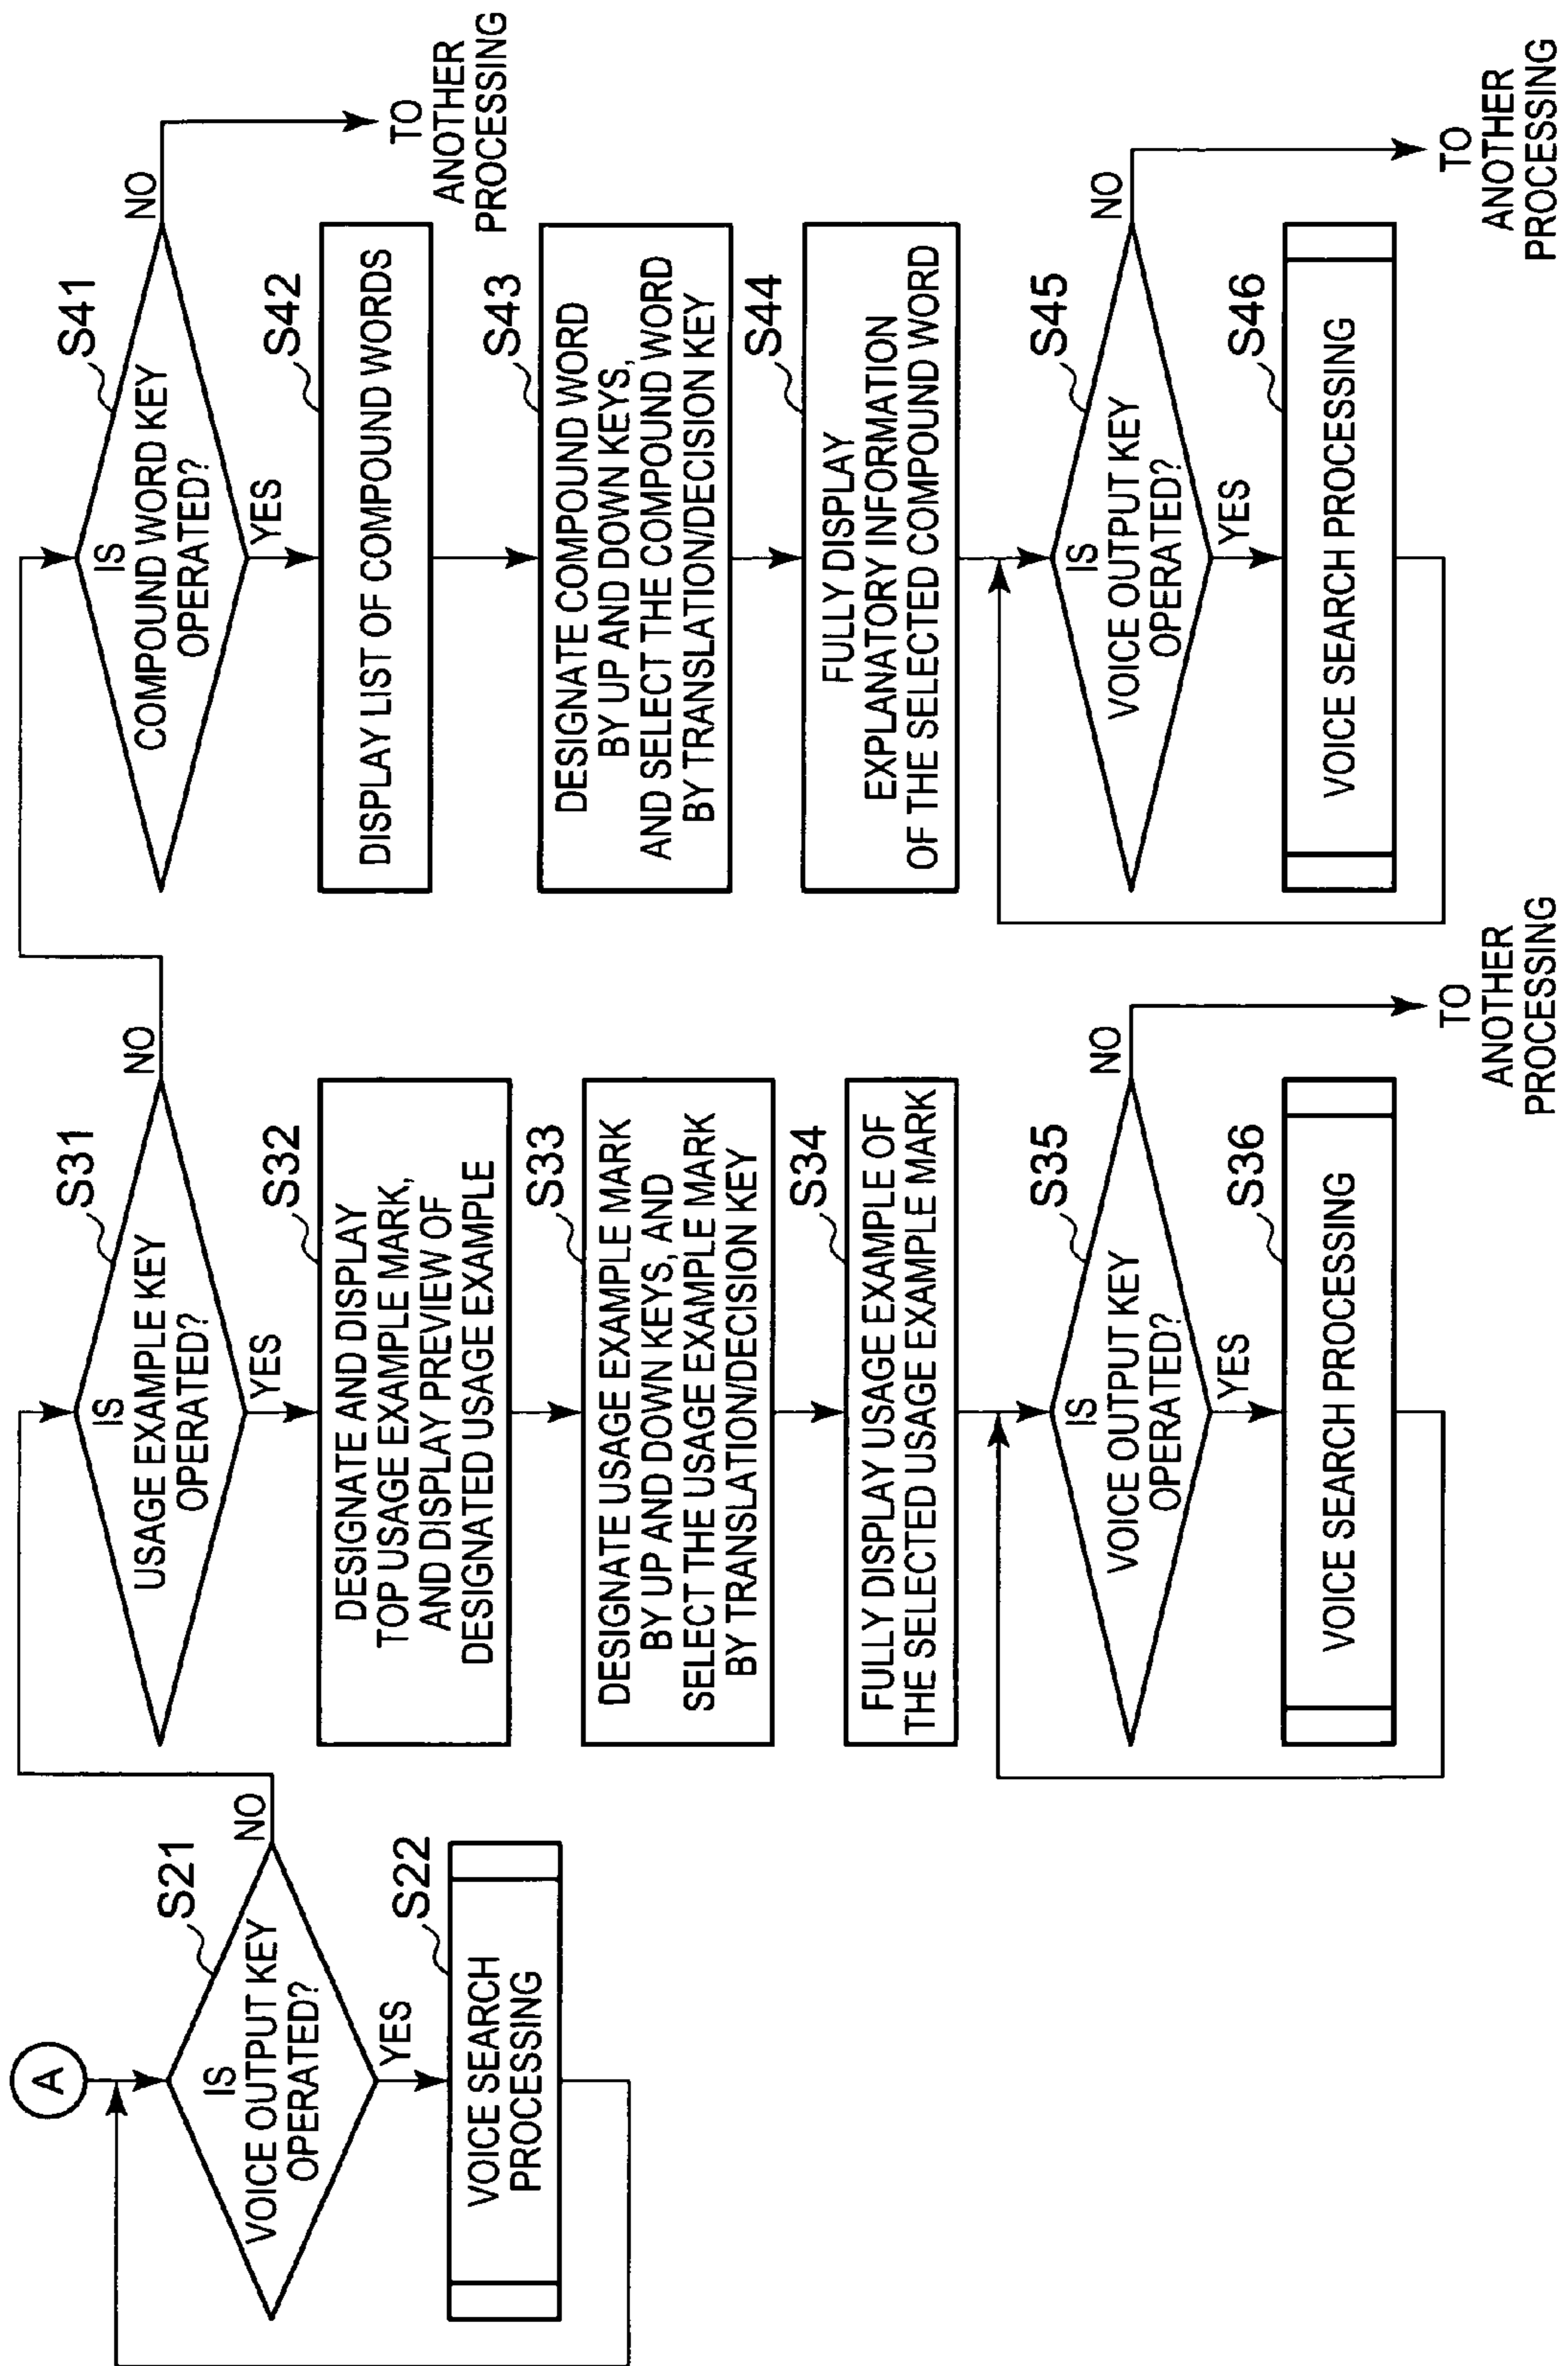 A
S21
IS
VOICE OUTPUT KEY
OPERATED?
NO
YES
S22
VOICE SEARCH
PROCESSING
S31
IS
USAGE EXAMPLE KEY
OPERATED?
NO
YES
S32
DESIGNATE AND DISPLAY
TOP USAGE EXAMPLE MARK,
AND DISPLAY PREVIEW OF
DESIGNATED USAGE EXAMPLE
S33
DESIGNATE USAGE EXAMPLE MARK
BY UP AND DOWN KEYS, AND
SELECT THE USAGE EXAMPLE MARK
BY TRANSLATION/DECISION KEY
S34
FULLY DISPLAY USAGE EXAMPLE OF
THE SELECTED USAGE EXAMPLE MARK
S35
IS
VOICE OUTPUT KEY
OPERATED?
NO
YES
S36
VOICE SEARCH PROCESSING
TO
ANOTHER
PROCESSING
S41
IS
COMPOUND WORD KEY
OPERATED?
NO
TO
ANOTHER
PROCESSING
YES
S42
DISPLAY LIST OF COMPOUND WORDS
S43
DESIGNATE COMPOUND WORD
BY UP AND DOWN KEYS,
AND SELECT THE COMPOUND WORD
BY TRANSLATION/DECISION KEY
S44
FULLY DISPLAY
EXPLANATORY INFORMATION
OF THE SELECTED COMPOUND WORD
S45
IS
VOICE OUTPUT KEY
OPERATED?
NO
YES
S46
VOICE SEARCH PROCESSING
TO
ANOTHER
PROCESSING